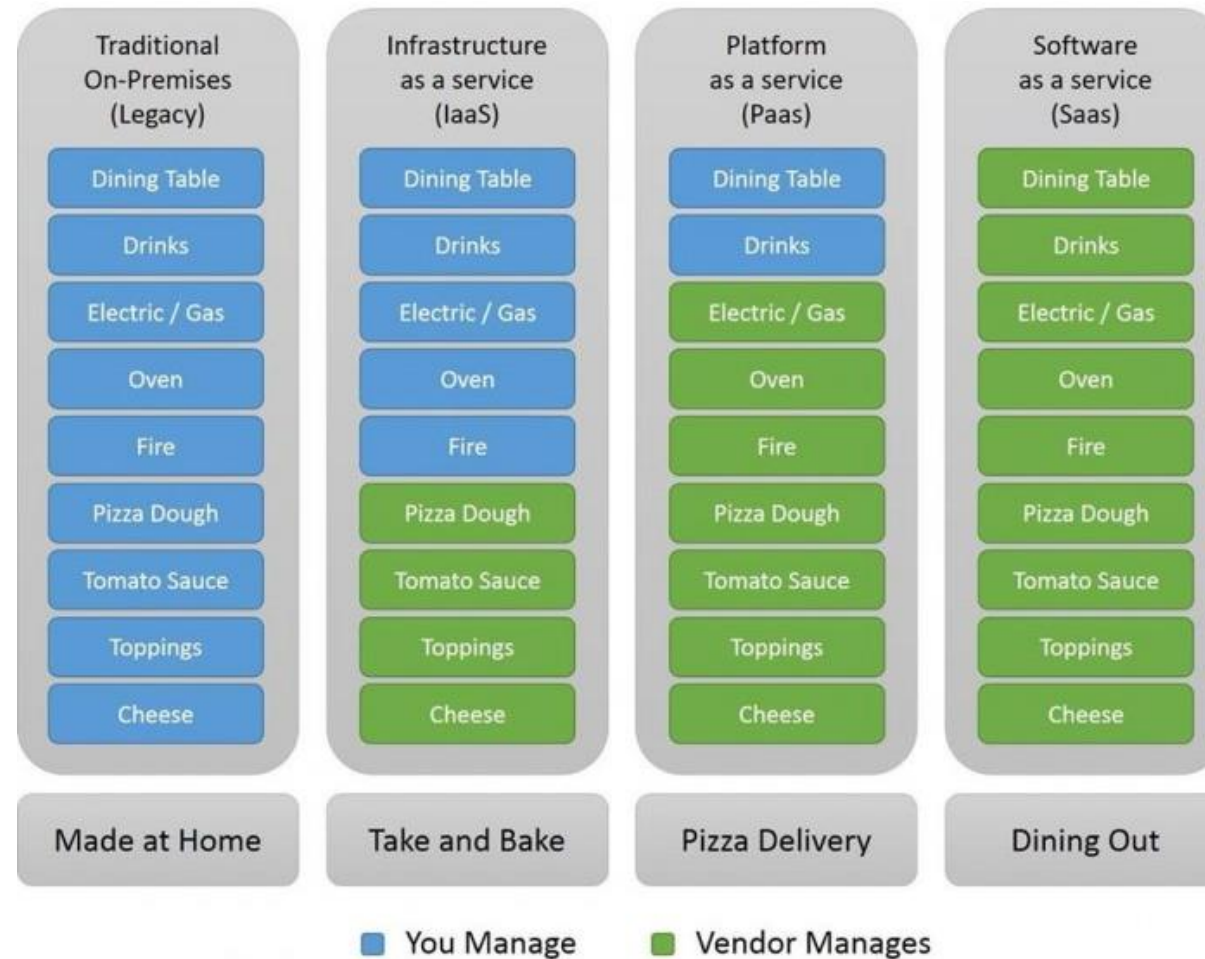 Traditional
On-Premises
(Legacy)
Dining Table
Drinks
Electric / Gas
Oven
Fire
Pizza Dough
Tomato Sauce
Toppings
Cheese
Made at Home
Infrastructure
as a service
(IaaS)
Dining Table
Drinks
Electric / Gas
Oven
Fire
Pizza Dough
Tomato Sauce
Toppings
Cheese
Take and Bake
Platform
as a service
(Paas)
Dining Table
Drinks
Electric / Gas
Oven
Fire
Pizza Dough
Tomato Sauce
Toppings
Cheese
Pizza Delivery
Software
as a service
(Saas)
Dining Table
Drinks
Electric / Gas
Oven
Fire
Pizza Dough
Tomato Sauce
Toppings
Cheese
Dining Out
You Manage
Vendor Manages